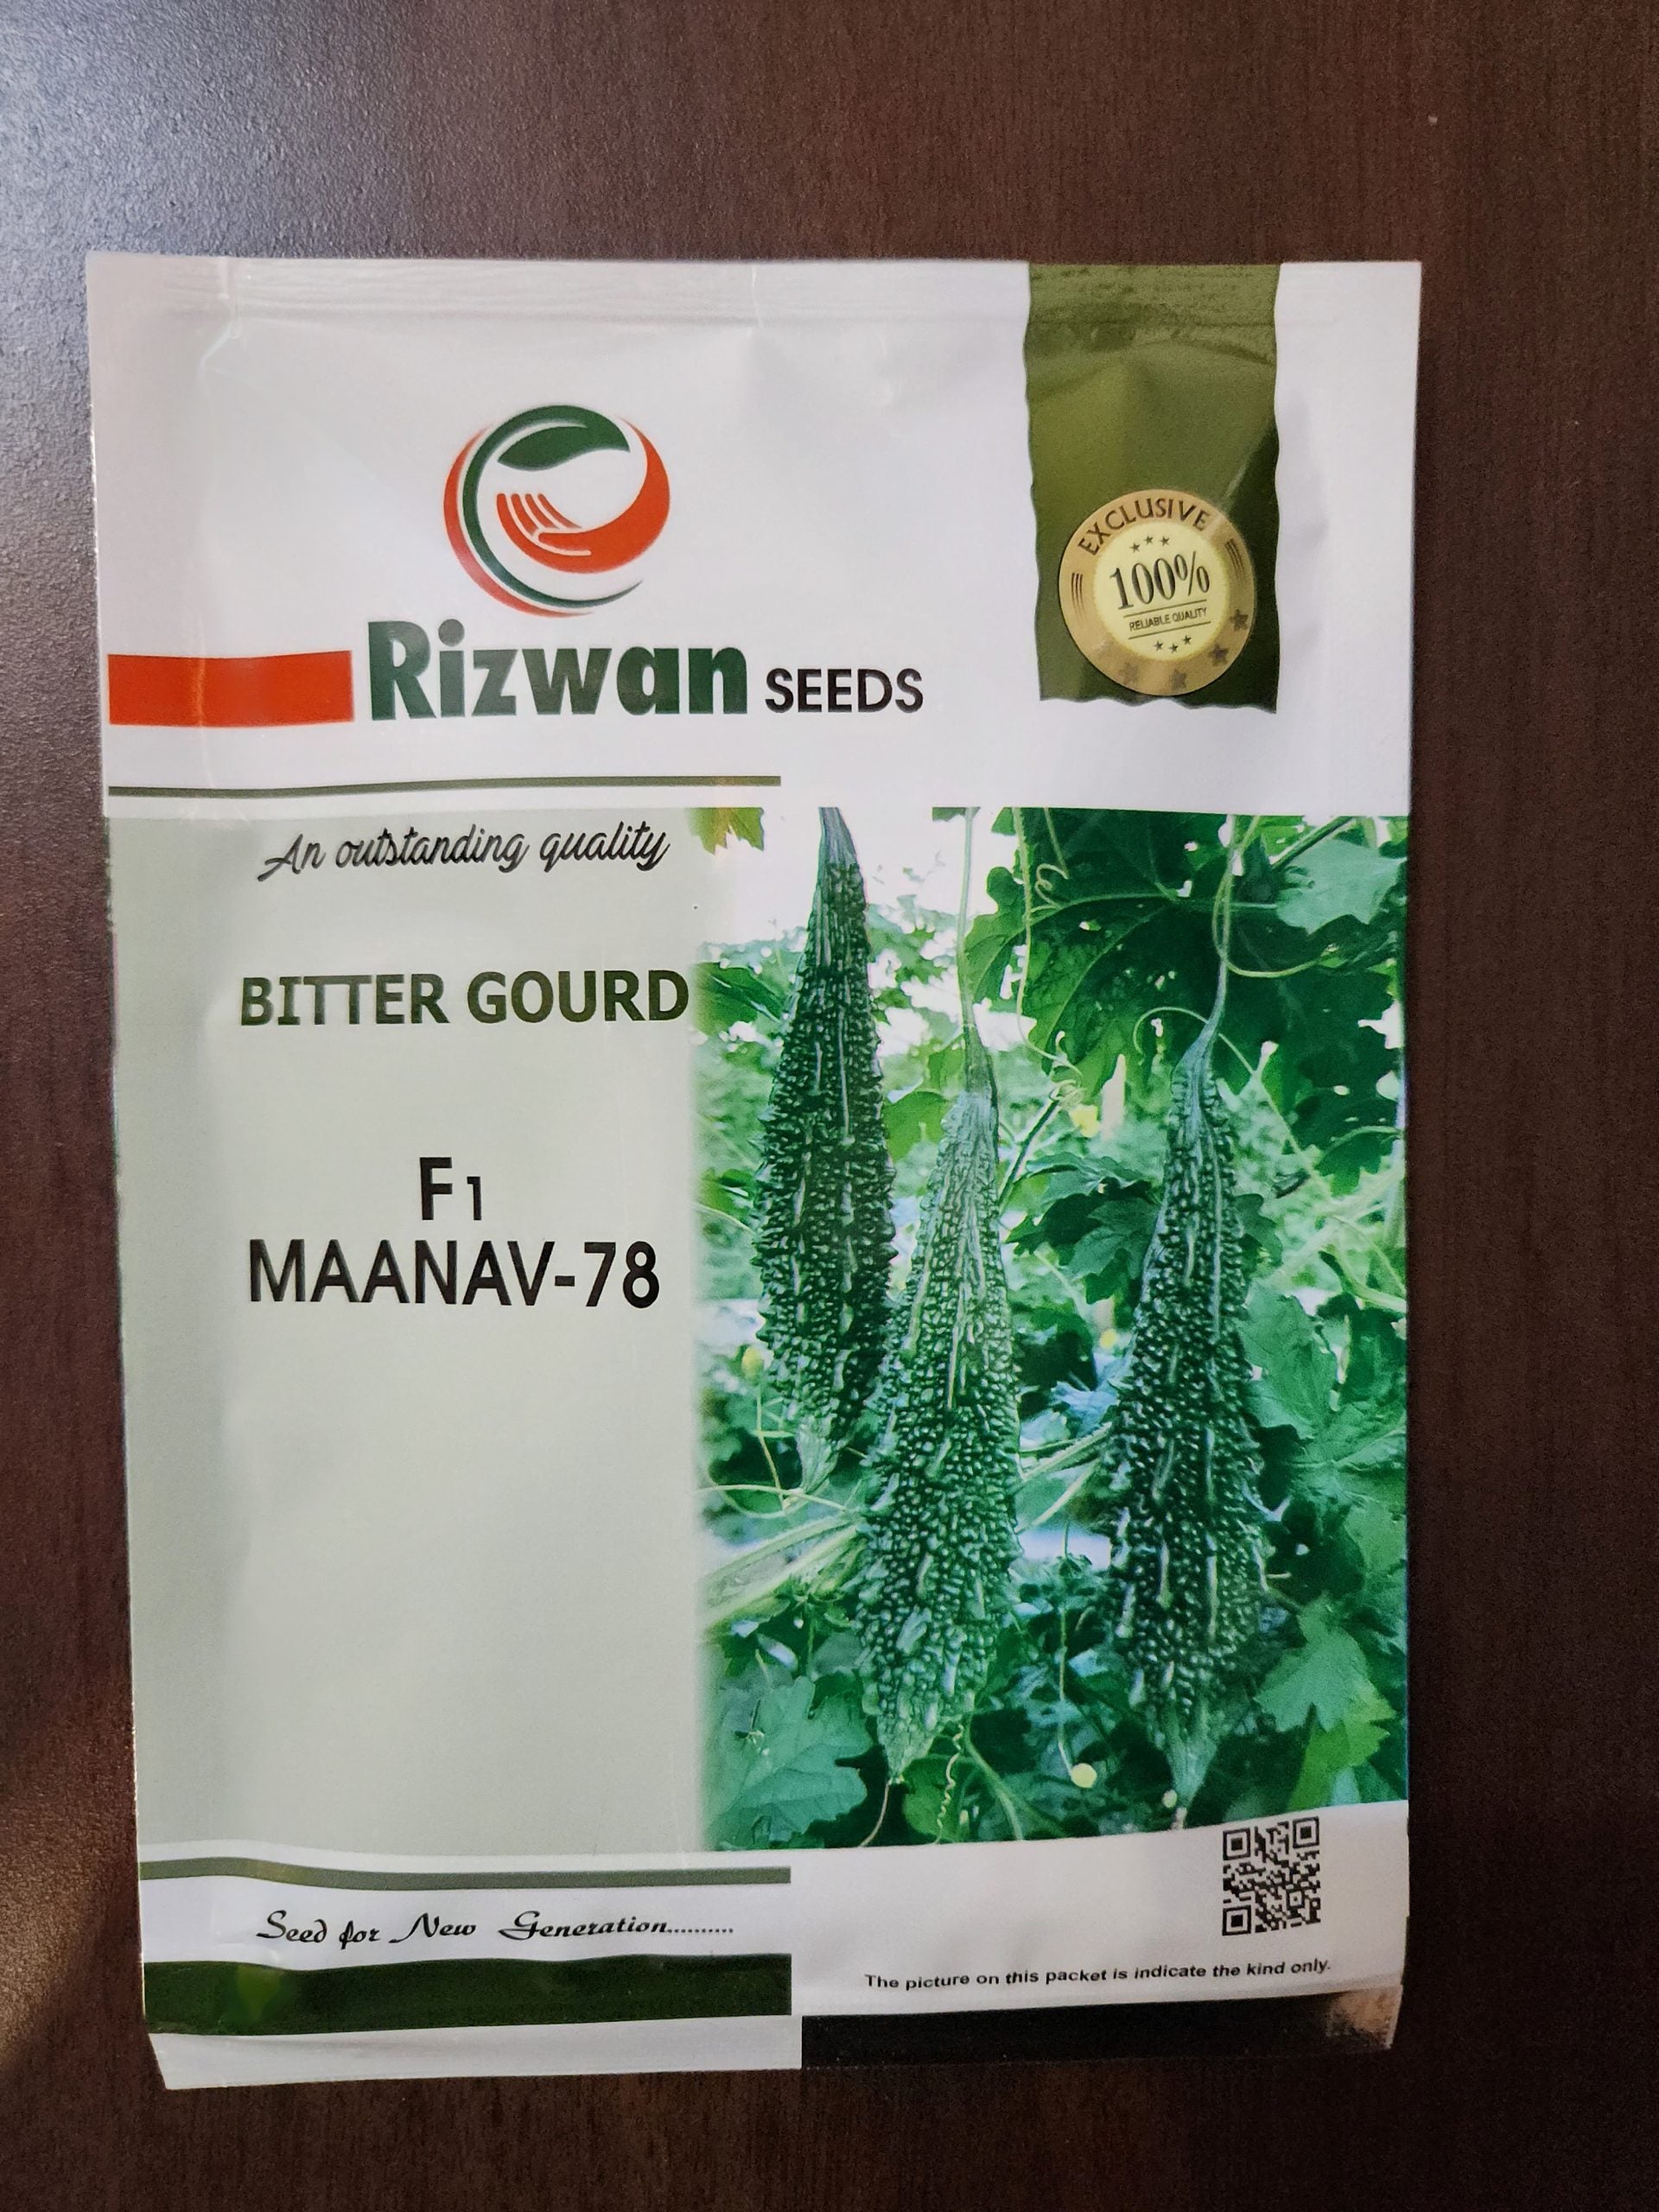 EXCLUSIVE
100%
RELIABLE QUALITY
Rizwan SEEDS
An outstanding quality
BITTER GOURD
F1
MAANAV-78
Seed for New Generation..........
The picture on this packet is indicate the kind only.